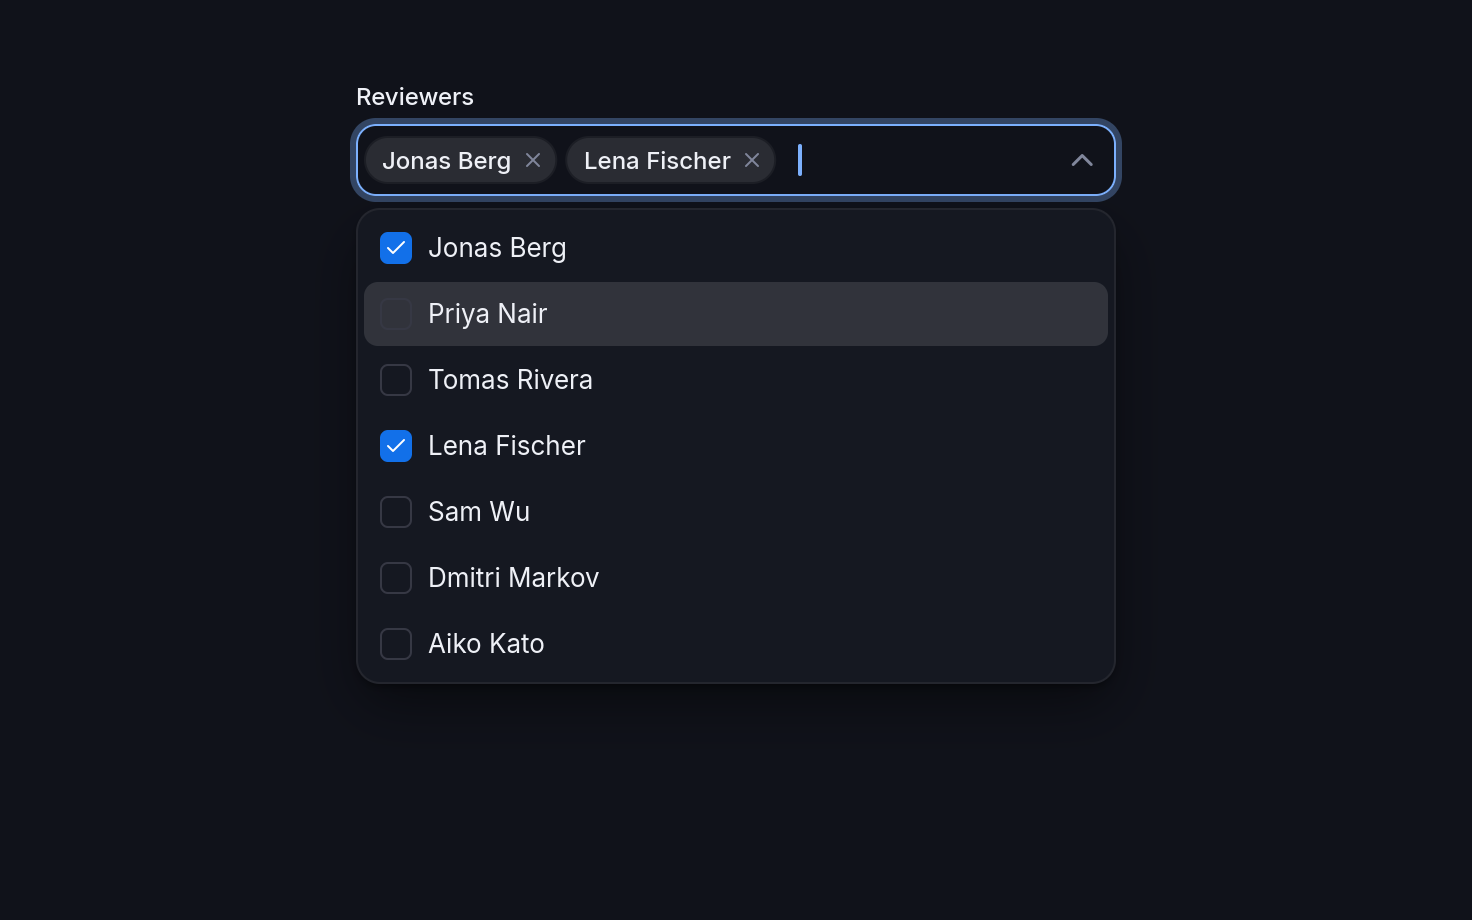 Reviewers
Jonas Berg Lena Fischer
Jonas Berg
Priya Nair
Tomas Rivera
Lena Fischer
Sam Wu
Dmitri Markov
Aiko Kato